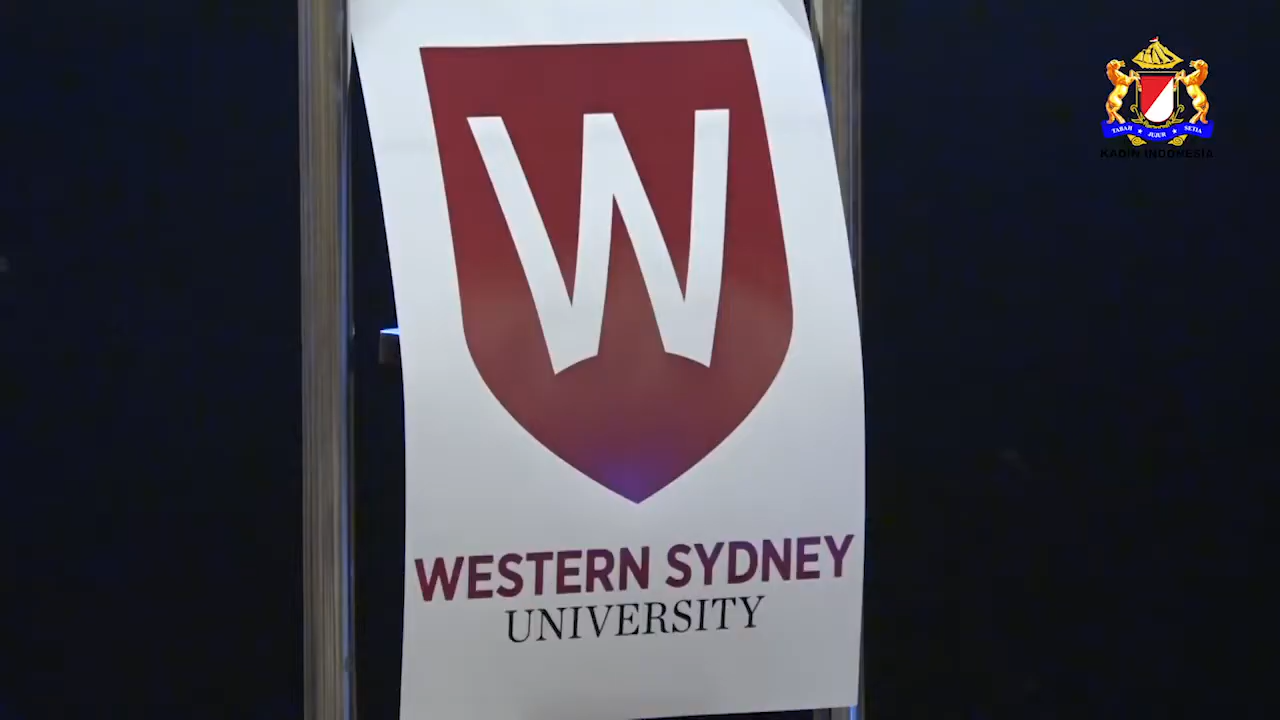 W
WESTERN SYDNEY
UNIVERSITY
TABAH ★ JUJUR ★ SETIA
KADIN INDONESIA